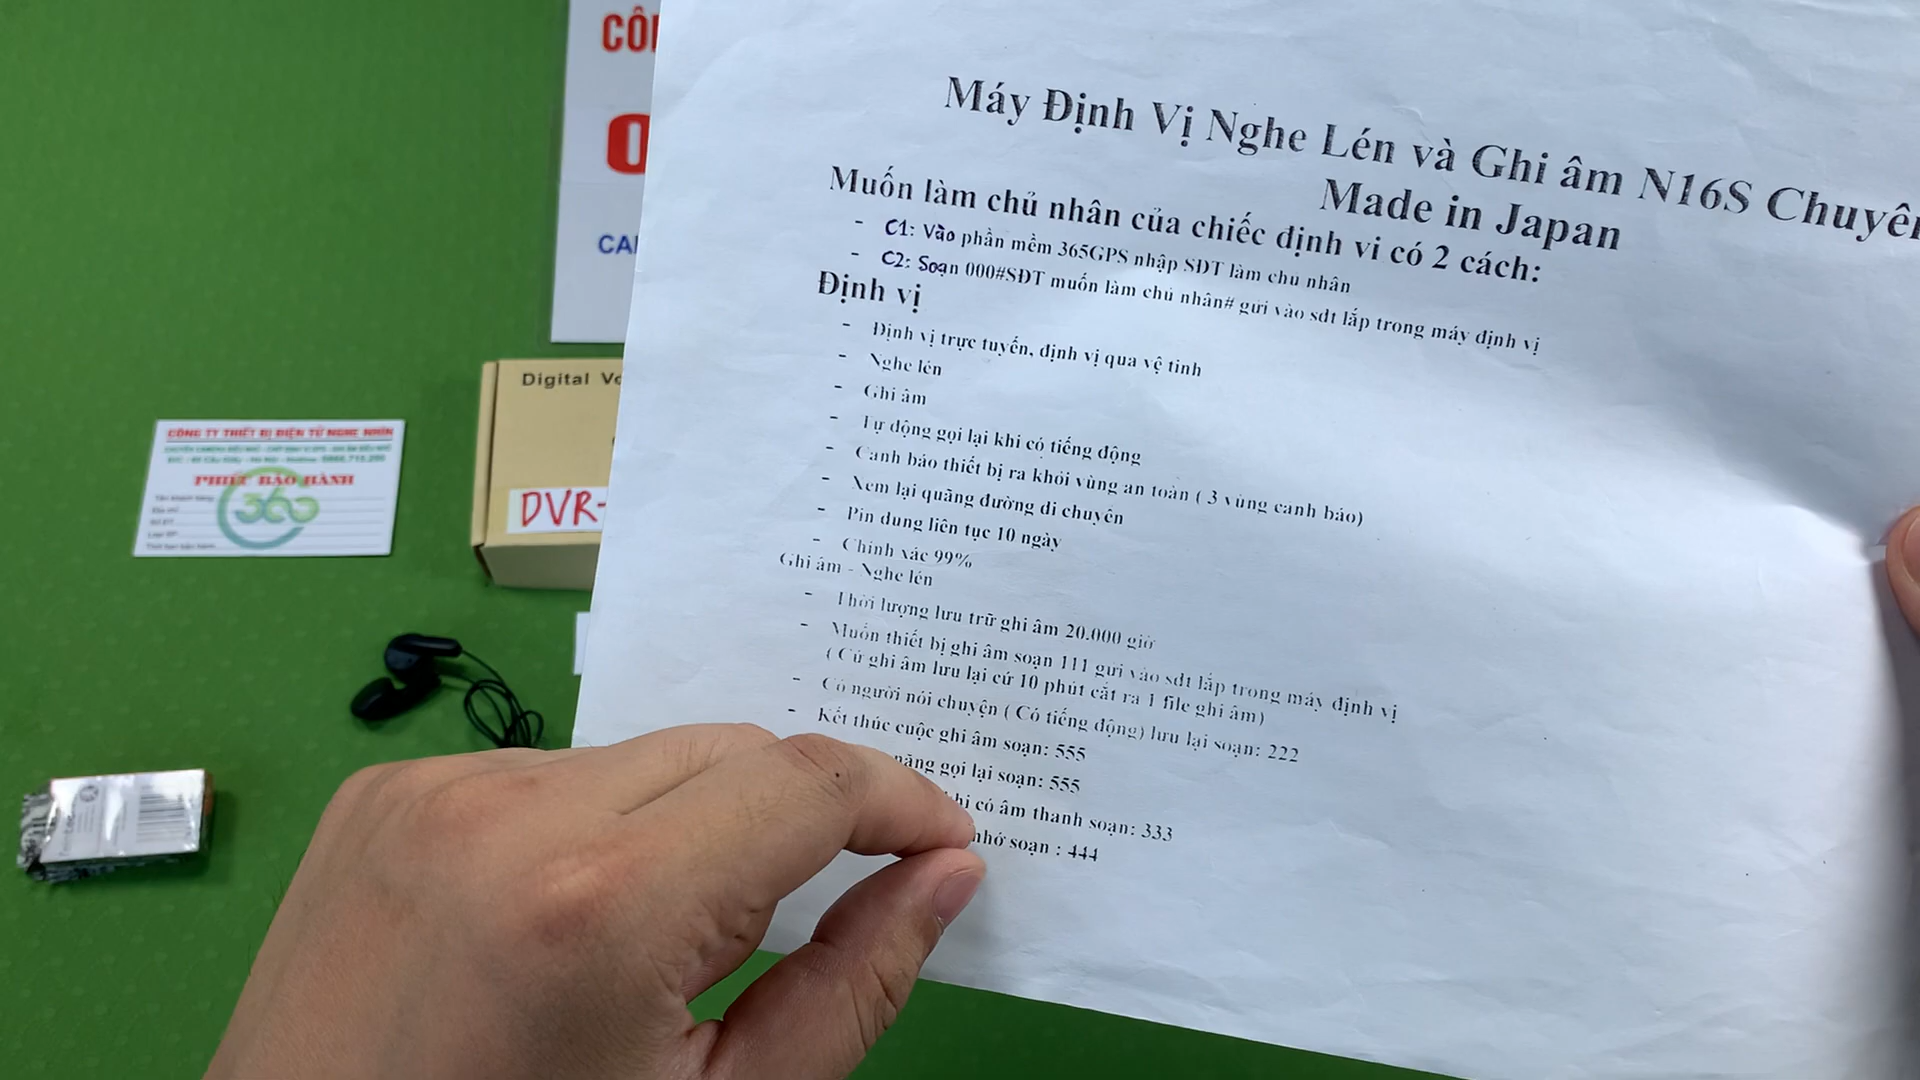 CÔN
0
CAI
Máy Định Vị Nghe Lén và Ghi âm N16S Chuyên
Made in Japan
Muốn làm chủ nhân của chiếc định vi có 2 cách:
- C1: Vào phần mềm 365GPS nhập SĐT làm chủ nhân
- C2: Soạn 000#SĐT muốn làm chủ nhân# gửi vào sdt lắp trong máy định vị
Định vị
- Định vị trực tuyến, định vị qua vệ tinh
- Nghe lén
- Ghi âm
- Tự động gọi lại khi có tiếng động
- Cảnh báo thiết bị ra khỏi vùng an toàn ( 3 vùng cảnh báo)
- Xem lại quãng đường di chuyển
- Pin dung liên tục 10 ngày
- Chính xác 99%
Ghi âm - Nghe lén
- Thời lượng lưu trữ ghi âm 20.000 giờ
- Muốn thiết bị ghi âm soạn 111 gửi vào sdt lắp trong máy định vị
( Cứ ghi âm lưu lại cứ 10 phút cắt ra 1 file ghi âm)
- Có người nói chuyện ( Có tiếng động) lưu lại soạn: 222
- Kết thúc cuộc ghi âm soạn: 555
năng gọi lại soạn: 555
khi có âm thanh soạn: 333
nhớ soạn : 444
Digital Vo
DVR-
CÔNG TY THIẾT BỊ ĐIỆN TỬ NGHE NHÌN
PHIẾU BẢO HÀNH
360